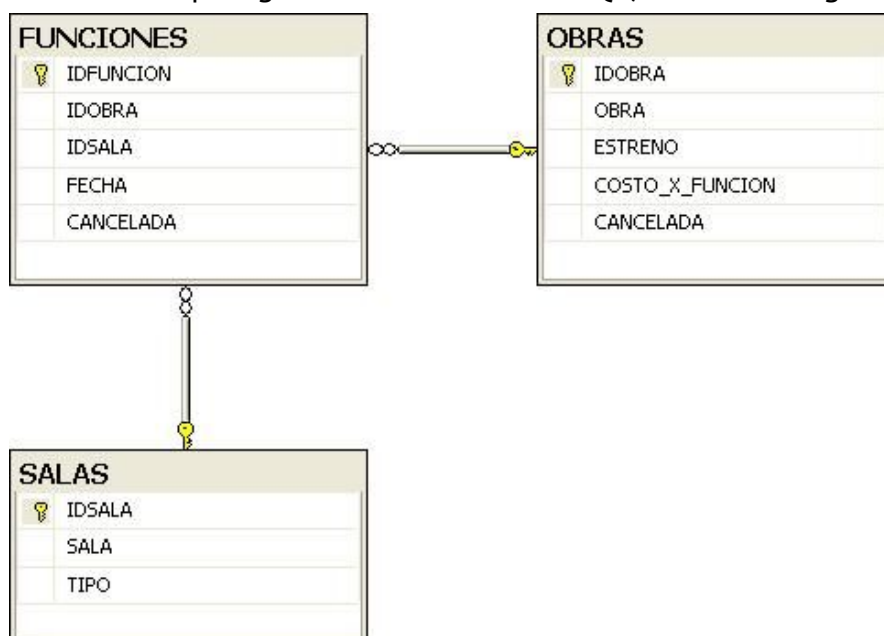 FUNCIONES
IDFUNCION
IDOBRA
IDSALA
FECHA
CANCELADA
OBRAS
IDOBRA
OBRA
ESTRENO
COSTO_X_FUNCION
CANCELADA
SALAS
IDSALA
SALA
TIPO